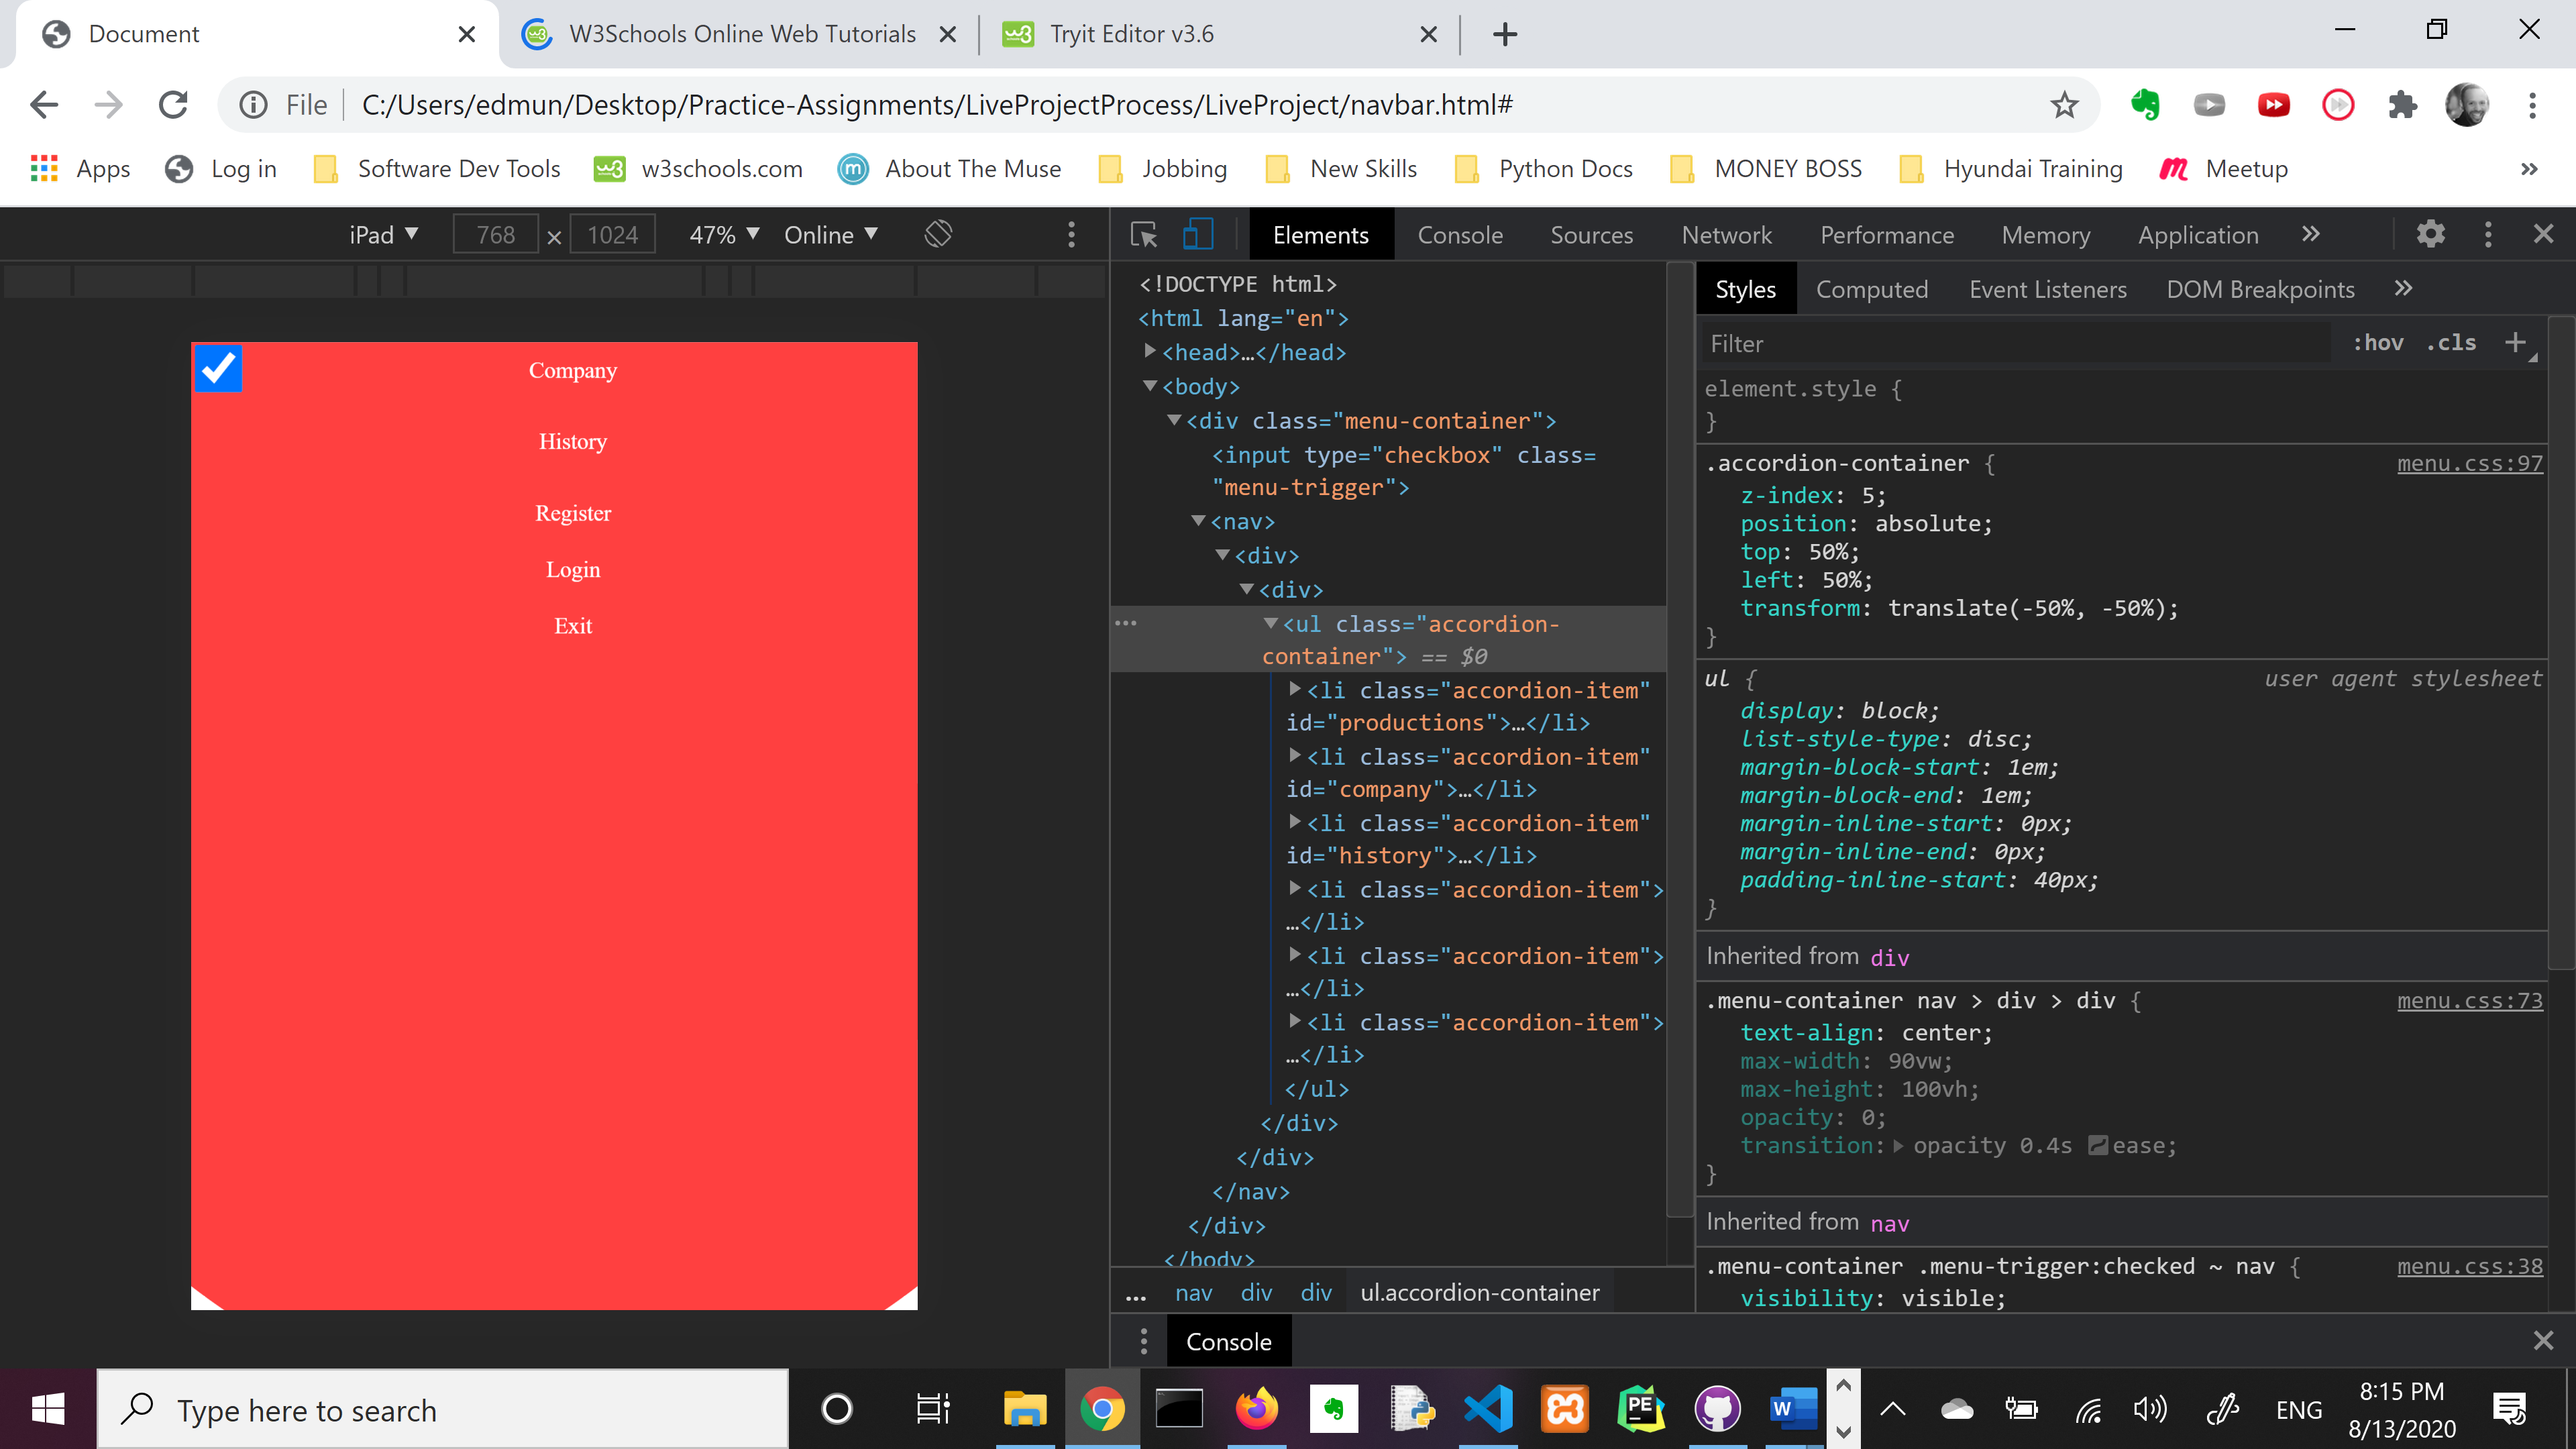 Document
W3Schools Online Web Tutorials
Tryit Editor v3.6
File
C:/Users/edmun/Desktop/Practice-Assignments/LiveProjectProcess/LiveProject/navbar.html#
Apps
Log in
Software Dev Tools
w3schools.com
About The Muse
Jobbing
New Skills
Python Docs
MONEY BOSS
Hyundai Training
Meetup
»
iPad ▼ 768 × 1024 47% ▼ Online ▼
Company
History
Register
Login
Exit
Elements Console Sources Network Performance Memory Application »
<!DOCTYPE html>
<html lang="en">
<head>…</head>
<body>
<div class="menu-container">
<input type="checkbox" class=
"menu-trigger">
<nav>
<div>
<div>
<ul class="accordion-
container"> == $0
<li class="accordion-item"
id="productions">…</li>
<li class="accordion-item"
id="company">…</li>
<li class="accordion-item"
id="history">…</li>
<li class="accordion-item">
…</li>
<li class="accordion-item">
…</li>
<li class="accordion-item">
…</li>
</ul>
</div>
</div>
</nav>
</div>
</body>
... nav div div ul.accordion-container
Console
Styles Computed Event Listeners DOM Breakpoints »
Filter :hov .cls +
element.style {
}
.accordion-container { menu.css:97
z-index: 5;
position: absolute;
top: 50%;
left: 50%;
transform: translate(-50%, -50%);
}
ul { user agent stylesheet
display: block;
list-style-type: disc;
margin-block-start: 1em;
margin-block-end: 1em;
margin-inline-start: 0px;
margin-inline-end: 0px;
padding-inline-start: 40px;
}
Inherited from div
.menu-container nav > div > div { menu.css:73
text-align: center;
max-width: 90vw;
max-height: 100vh;
opacity: 0;
transition: opacity 0.4s ease;
}
Inherited from nav
.menu-container .menu-trigger:checked ~ nav { menu.css:38
visibility: visible;
Type here to search
PE
W
ENG
8:15 PM
8/13/2020